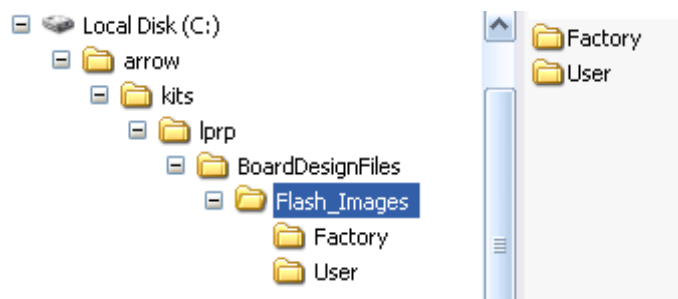 Local Disk (C:)
arrow
kits
lprp
BoardDesignFiles
Flash_Images
Factory
User
Factory
User